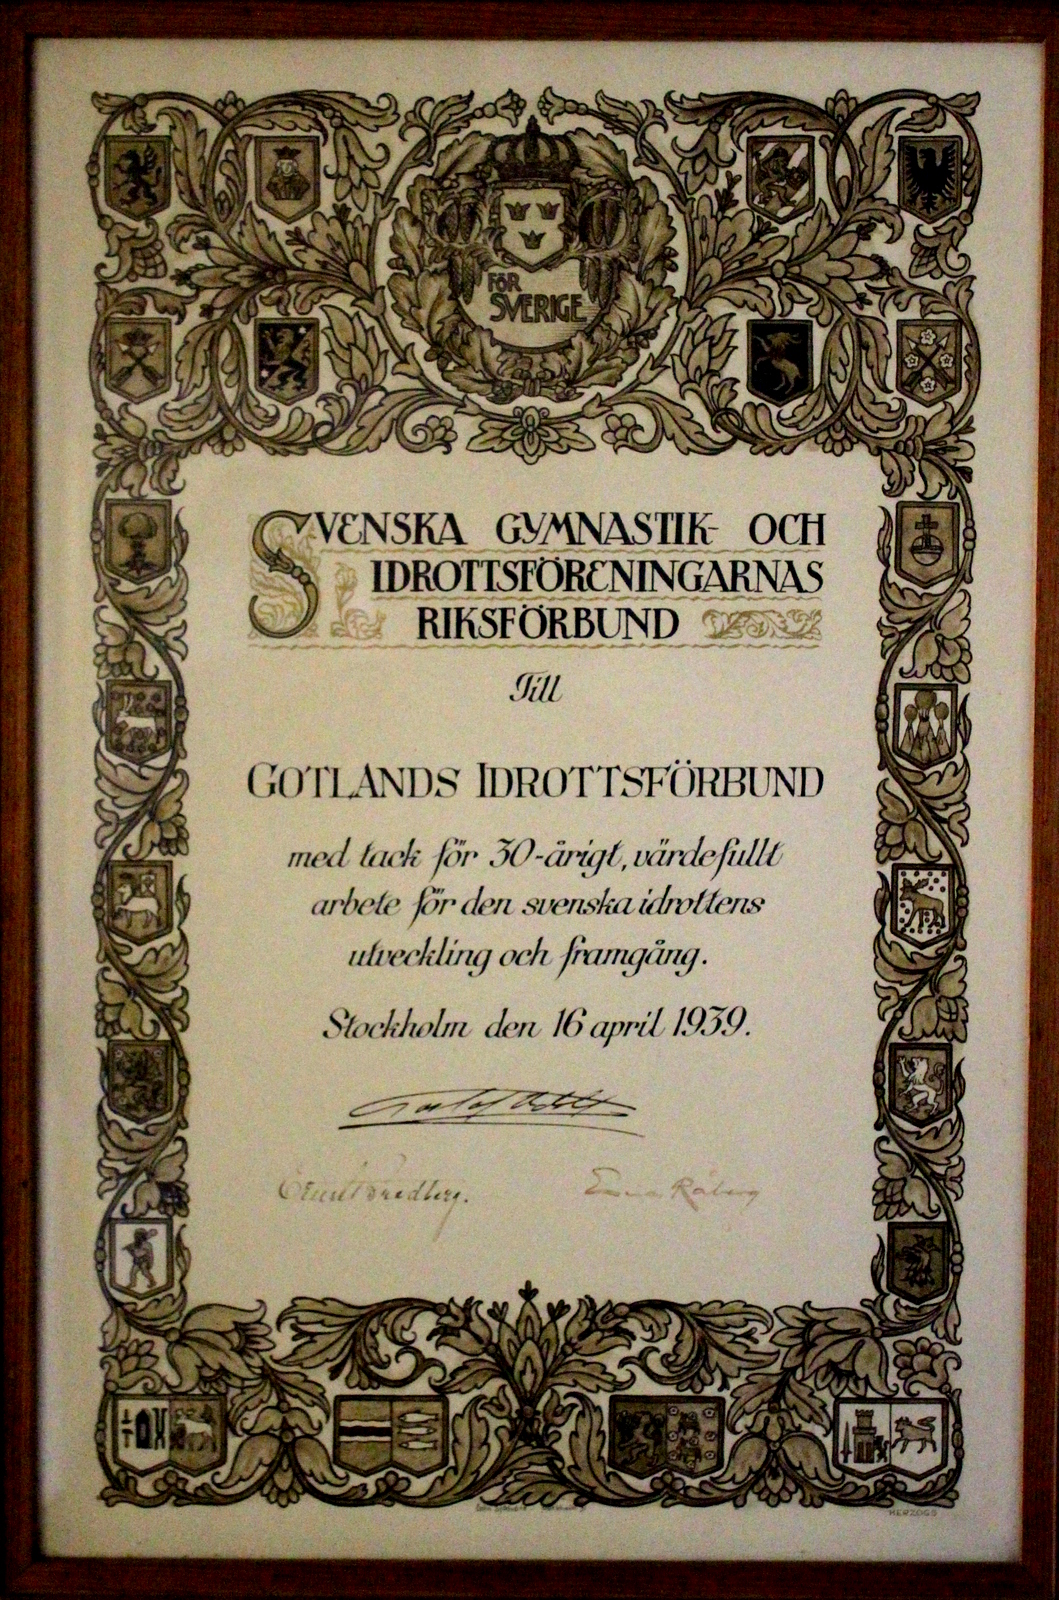 FÖR
SVERIGE
SVENSKA GYMNASTIK- OCH
IDROTTSFÖRENINGARNAS
RIKSFÖRBUND
Till
GOTLANDS IDROTTSFÖRBUND
med tack för 30-årigt, värdefullt
arbete för den svenska idrottens
utveckling och framgång.
Stockholm den 16 april 1939.
HERZOGS